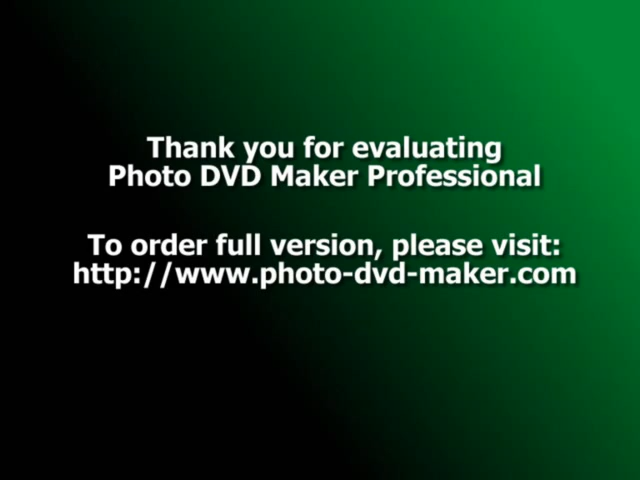 Thank you for evaluating
Photo DVD Maker Professional
To order full version, please visit:
http://www.photo-dvd-maker.com